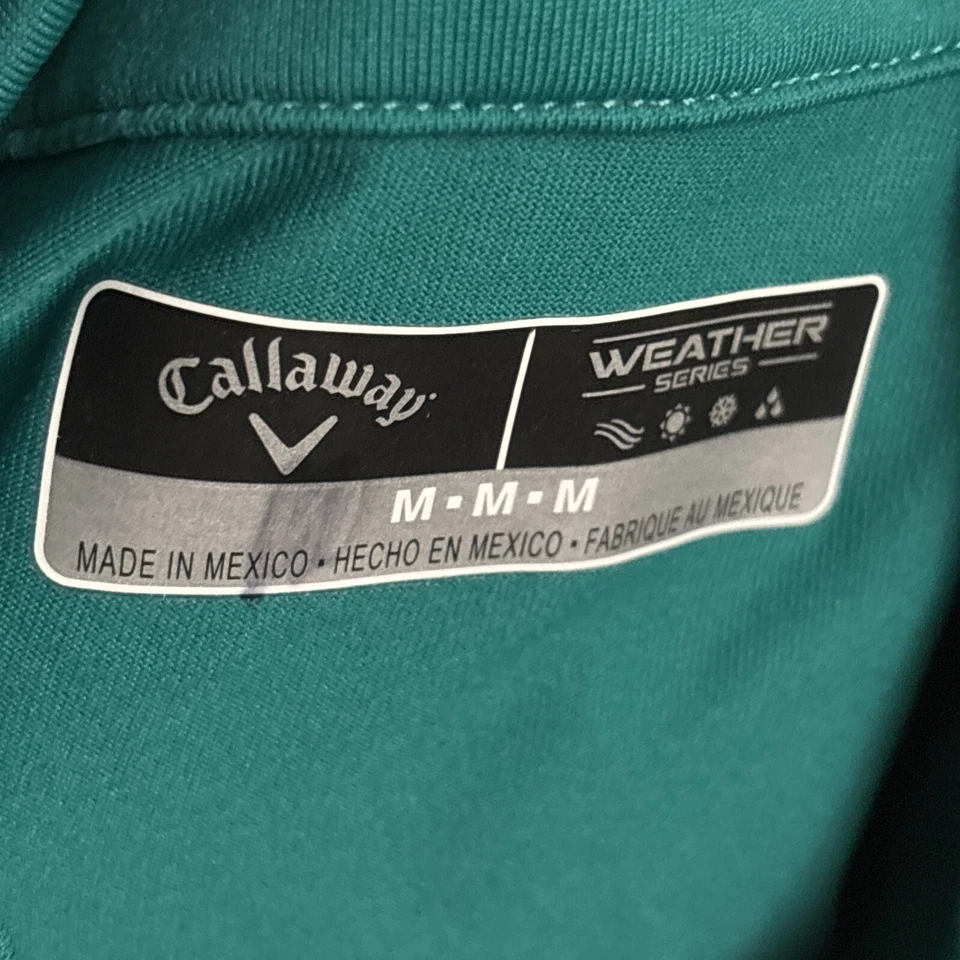 Callaway
WEATHER
SERIES
M▪M▪M
MADE IN MEXICO • HECHO EN MEXICO • FABRIQUE AU MEXIQUE